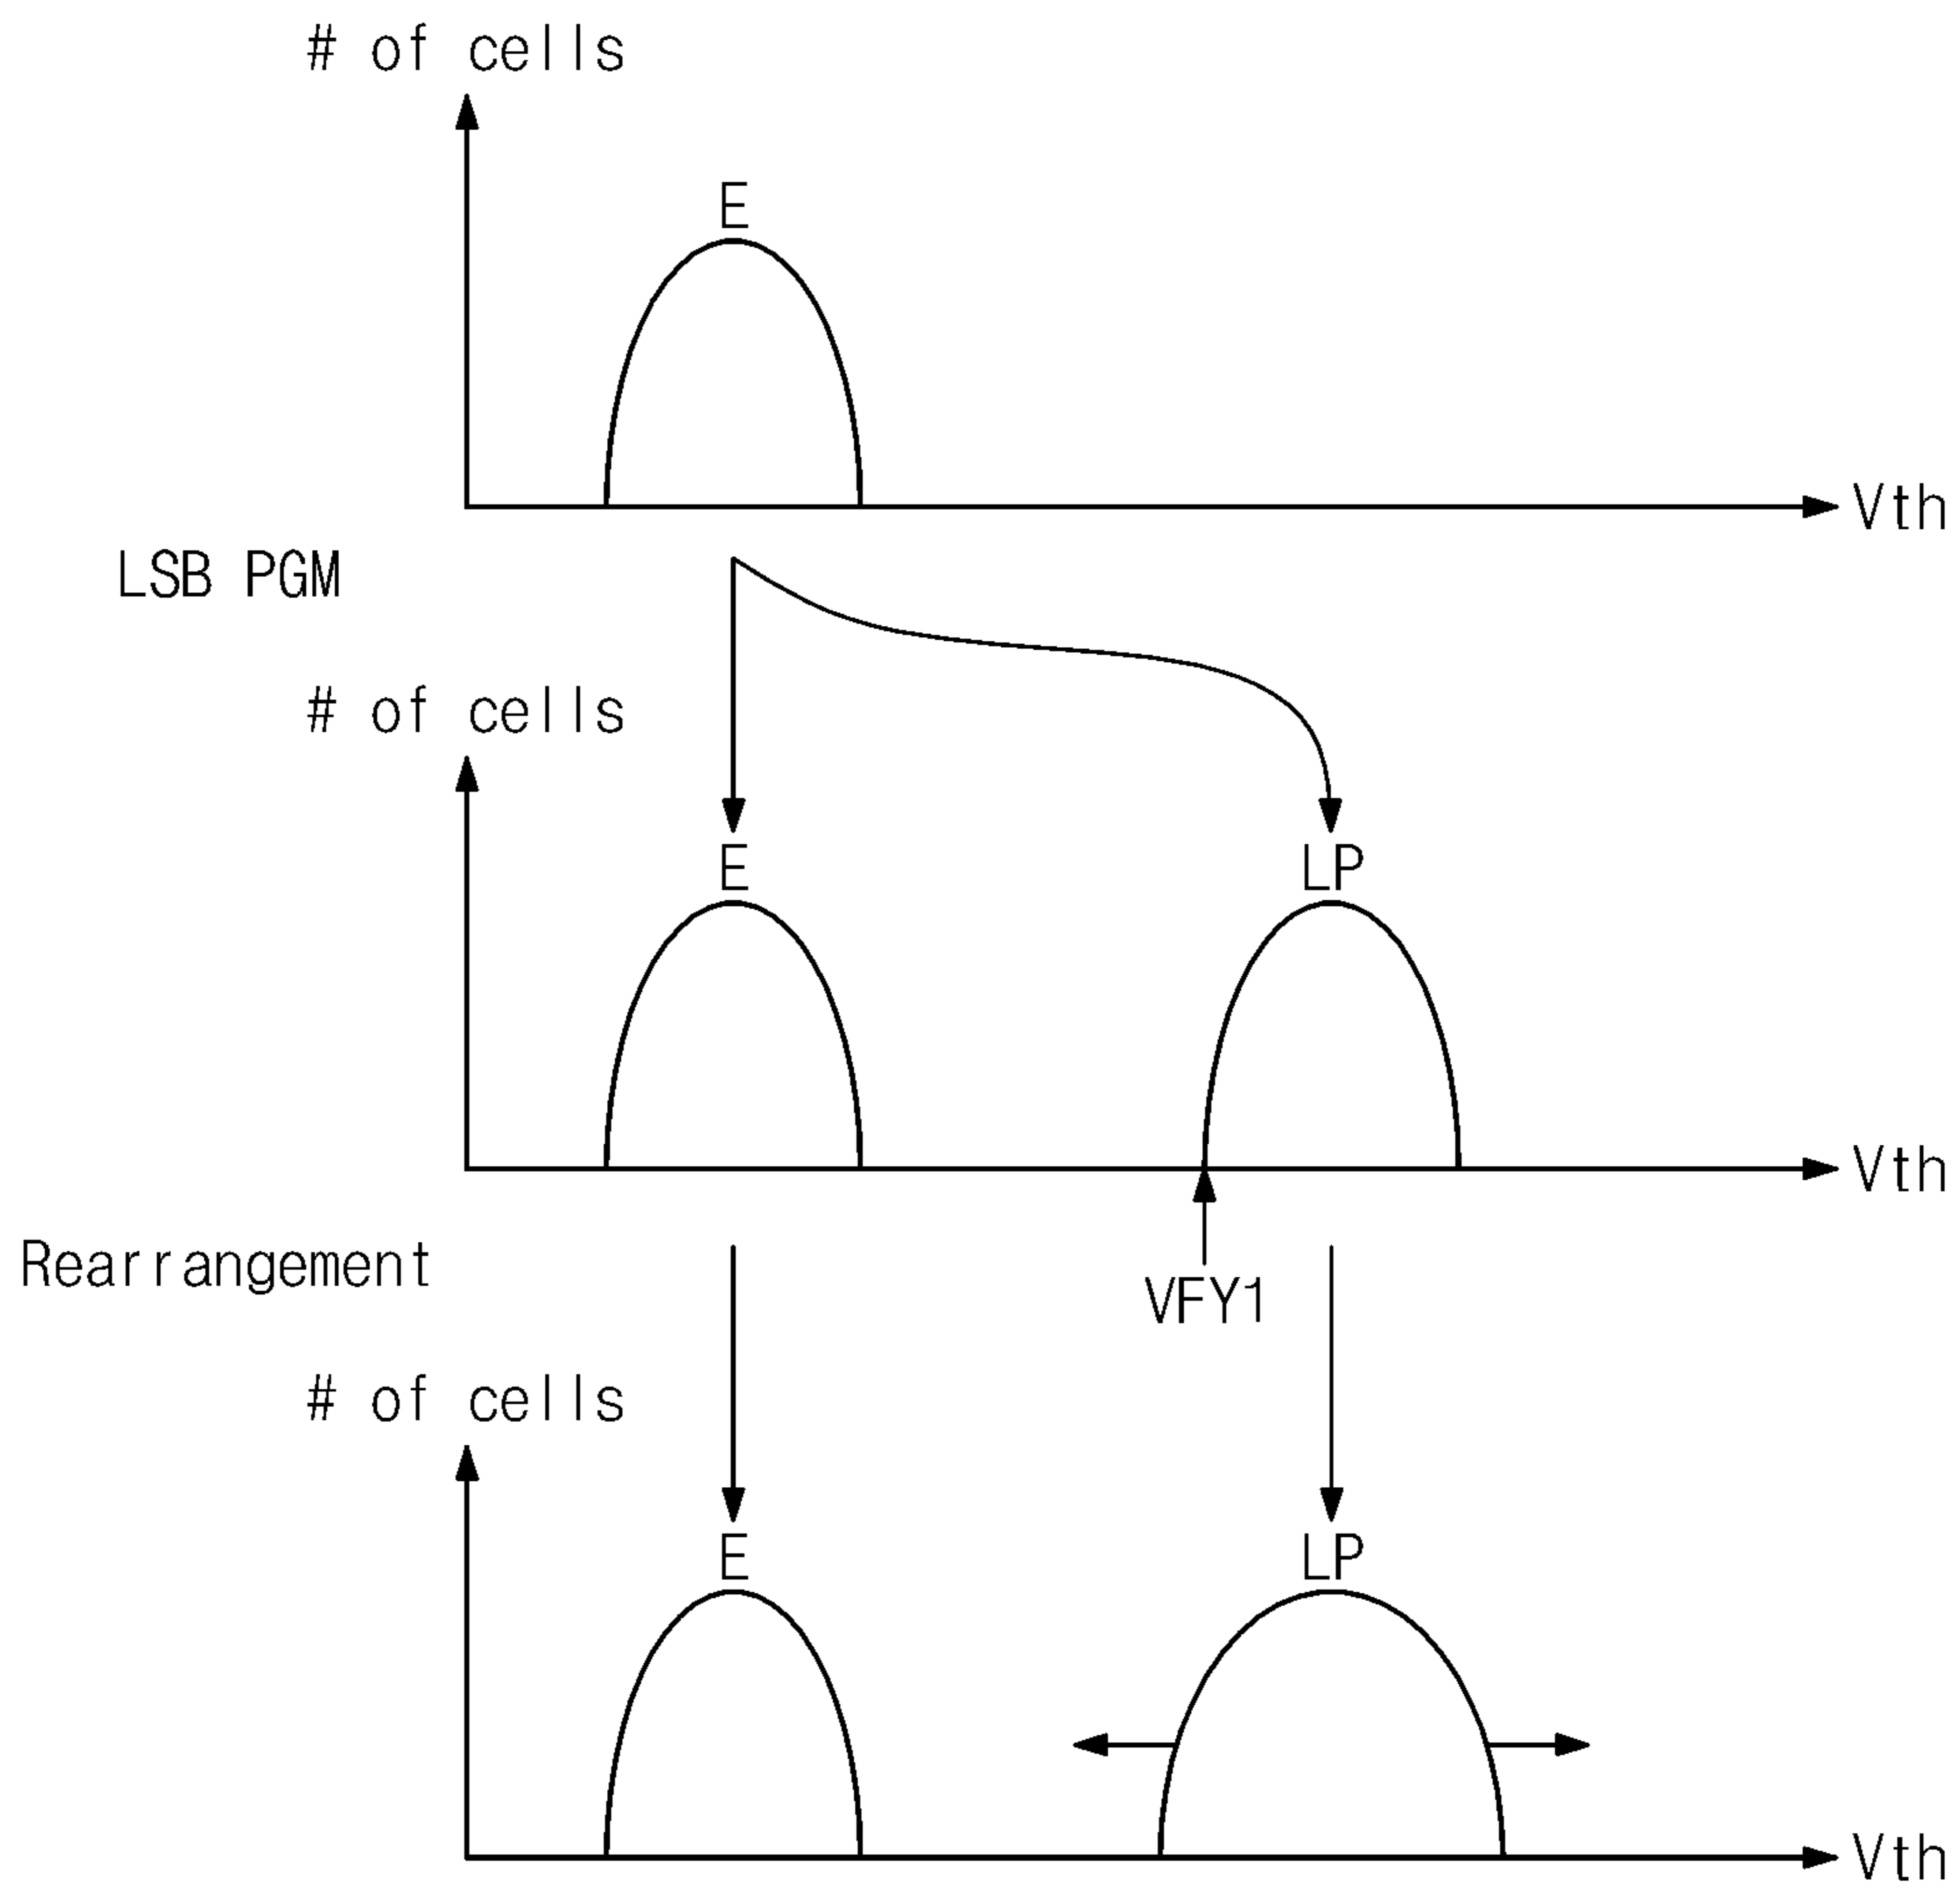 # of cells
E
Vth
LSB PGM
# of cells
E
LP
Vth
VFY1
Rearrangement
# of cells
E
LP
Vth